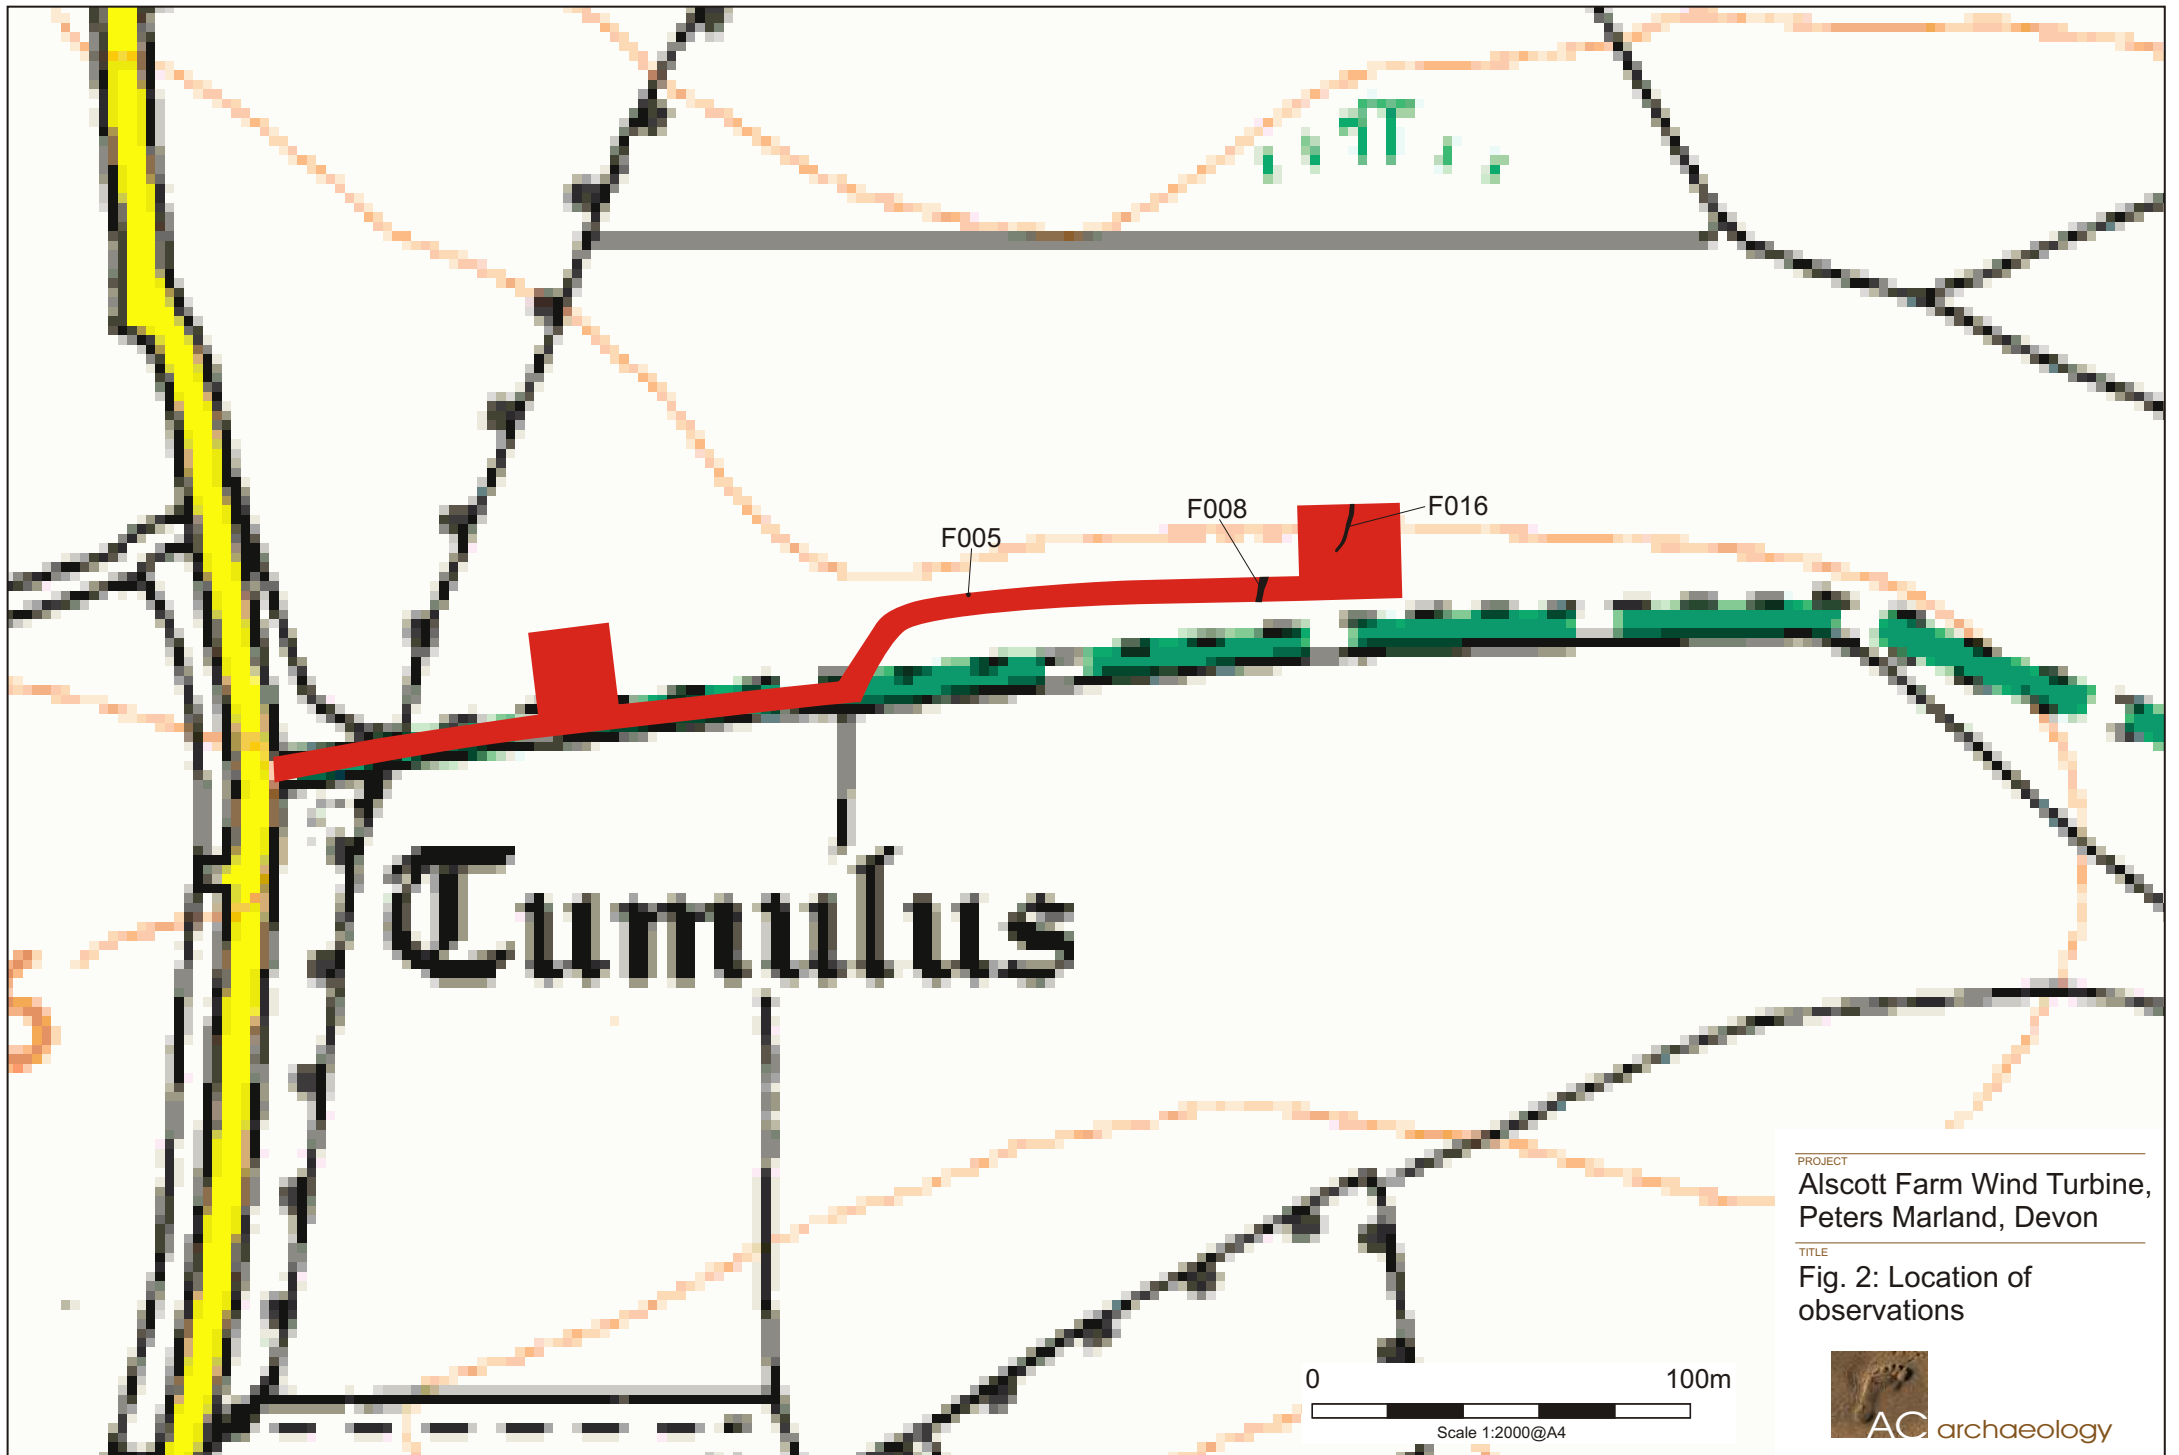 F008
F016
F005
Tumulus
5
PROJECT
Alscott Farm Wind Turbine,
Peters Marland, Devon
TITLE
Fig. 2: Location of
observations
0 100m
Scale 1:2000@A4
AC archaeology